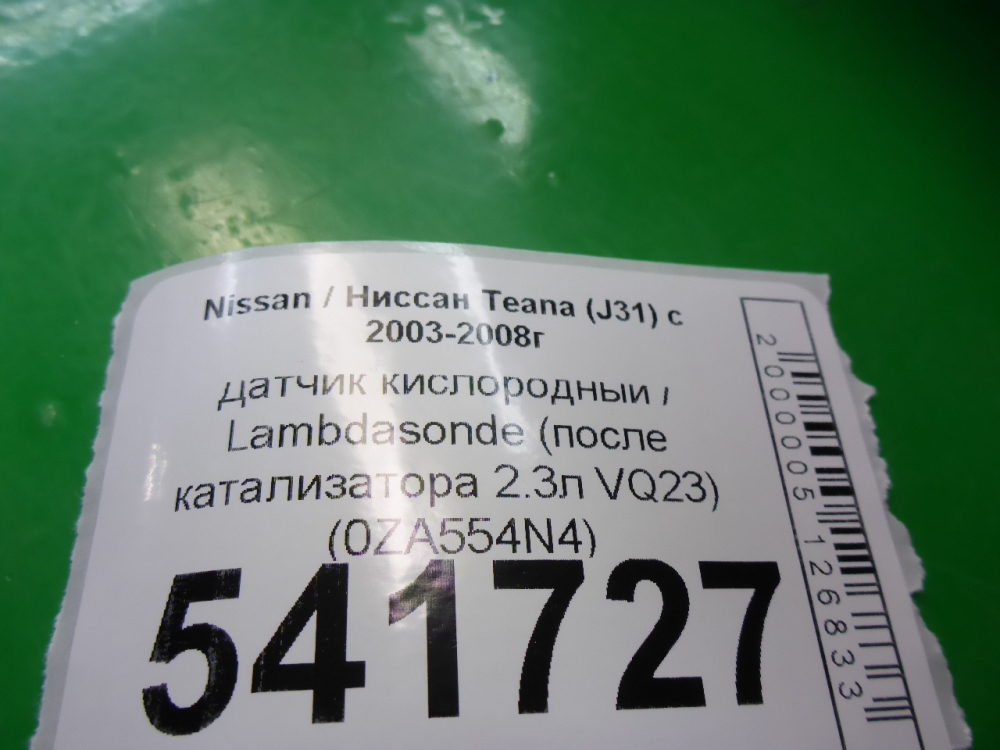 Nissan / Ниссан Teana (J31) с
2003-2008г
Датчик кислородный /
Lambdasonde (после
катализатора 2.3л VQ23)
(0ZA554N4)
541727
2000005126833